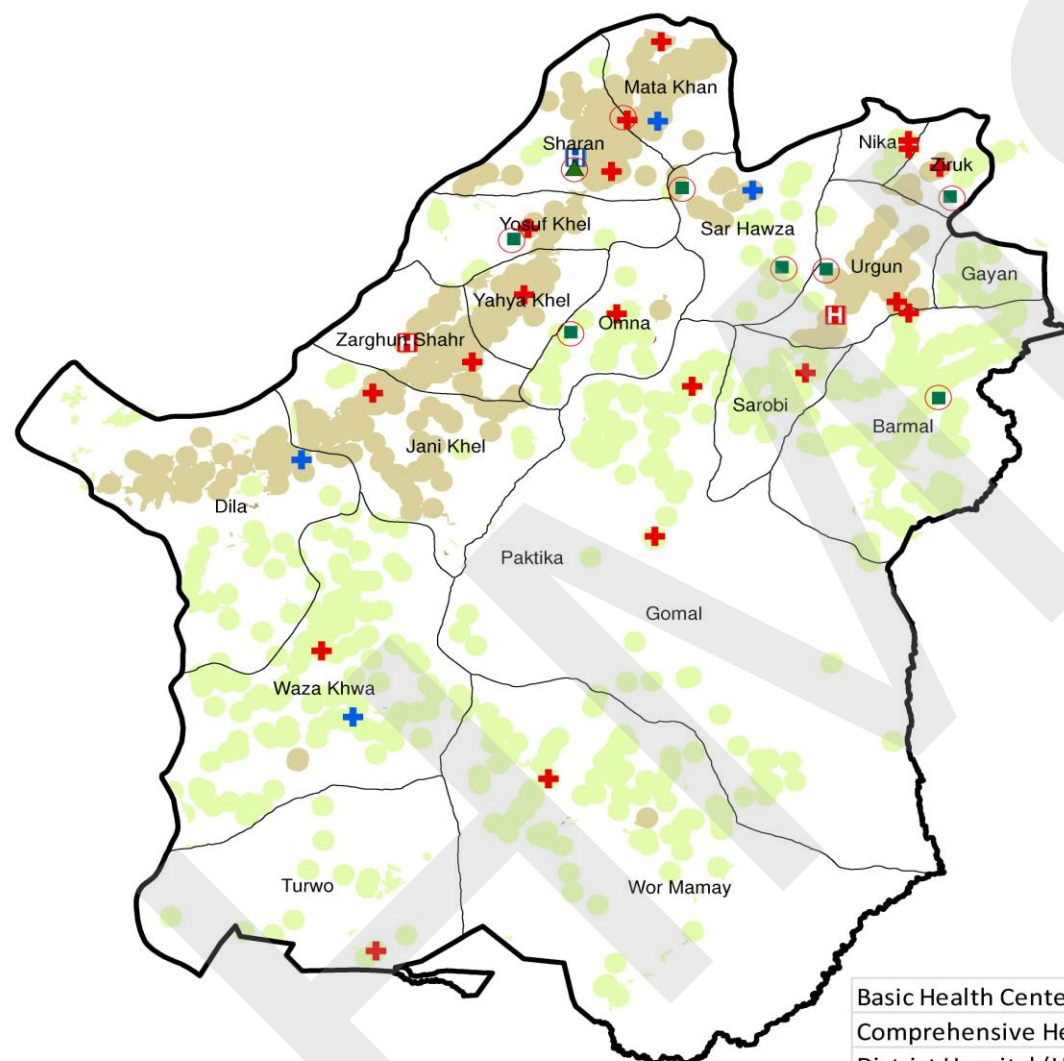 Mata Khan
Nika
Sharan
H
Ziruk
Yosuf Khel
Sar Hawza
Urgun
Gayan
Yahya Khel
H
Omna
Zarghun Shahr
H
Sarobi
Barmal
Jani Khel
Dila
Paktika
Gomal
Waza Khwa
Turwo
Wor Mamay
Basic Health Cente
Comprehensive He